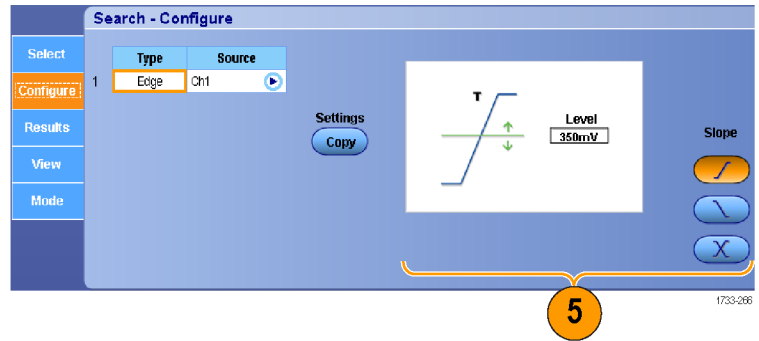 Search - Configure
Select
Configure
Results
View
Mode
Type Source
1 Edge Ch1
Settings
Copy
T
Level
350mV
Slope
5
1733-266